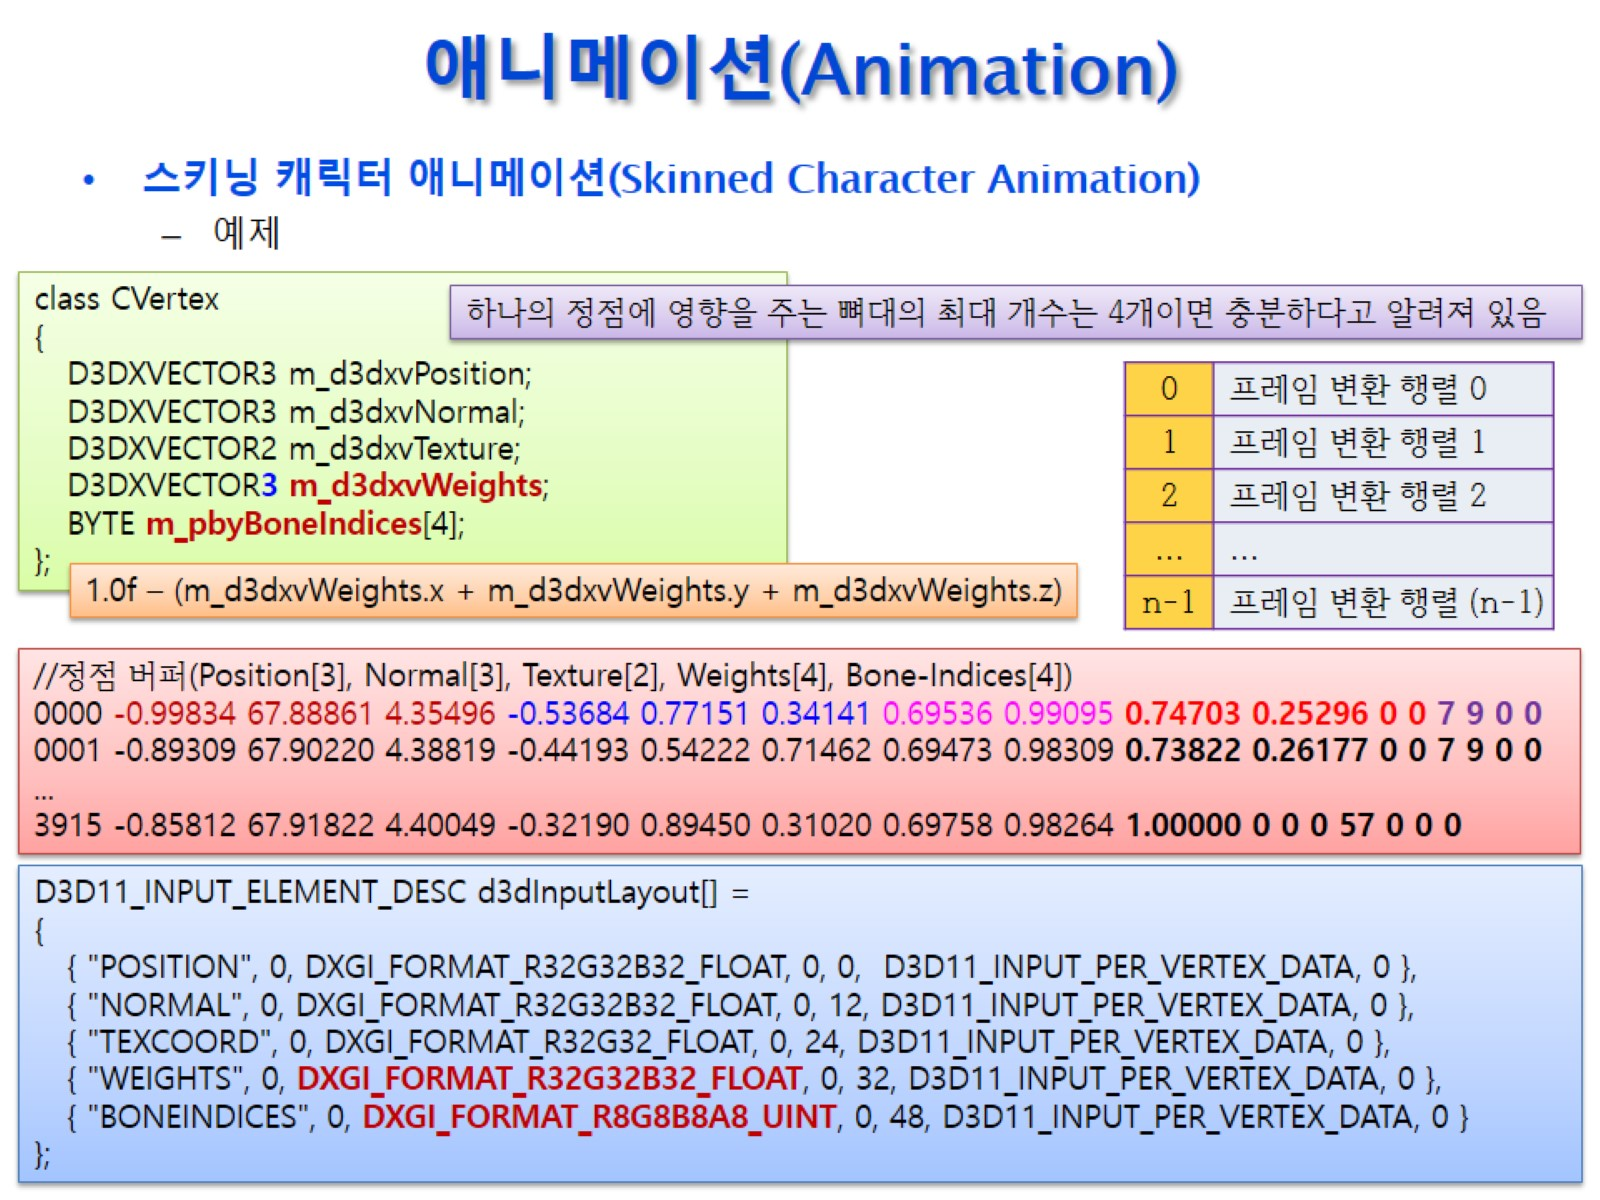 애니메이션(Animation)
• 스키닝 캐릭터 애니메이션(Skinned Character Animation)
– 예제
class CVertex
{
D3DXVECTOR3 m_d3dxvPosition;
D3DXVECTOR3 m_d3dxvNormal;
D3DXVECTOR2 m_d3dxvTexture;
D3DXVECTOR3 m_d3dxvWeights;
BYTE m_pbyBoneIndices[4];
};
하나의 정점에 영향을 주는 뼈대의 최대 개수는 4개이면 충분하다고 알려져 있음
1.0f – (m_d3dxvWeights.x + m_d3dxvWeights.y + m_d3dxvWeights.z)
0 프레임 변환 행렬 0
1 프레임 변환 행렬 1
2 프레임 변환 행렬 2
... ...
n-1 프레임 변환 행렬 (n-1)
//정점 버퍼(Position[3], Normal[3], Texture[2], Weights[4], Bone-Indices[4])
0000 -0.99834 67.88861 4.35496 -0.53684 0.77151 0.34141 0.69536 0.99095 0.74703 0.25296 0 0 7 9 0 0
0001 -0.89309 67.90220 4.38819 -0.44193 0.54222 0.71462 0.69473 0.98309 0.73822 0.26177 0 0 7 9 0 0
...
3915 -0.85812 67.91822 4.40049 -0.32190 0.89450 0.31020 0.69758 0.98264 1.00000 0 0 0 57 0 0 0
D3D11_INPUT_ELEMENT_DESC d3dInputLayout[] =
{
{ "POSITION", 0, DXGI_FORMAT_R32G32B32_FLOAT, 0, 0, D3D11_INPUT_PER_VERTEX_DATA, 0 },
{ "NORMAL", 0, DXGI_FORMAT_R32G32B32_FLOAT, 0, 12, D3D11_INPUT_PER_VERTEX_DATA, 0 },
{ "TEXCOORD", 0, DXGI_FORMAT_R32G32_FLOAT, 0, 24, D3D11_INPUT_PER_VERTEX_DATA, 0 },
{ "WEIGHTS", 0, DXGI_FORMAT_R32G32B32_FLOAT, 0, 32, D3D11_INPUT_PER_VERTEX_DATA, 0 },
{ "BONEINDICES", 0, DXGI_FORMAT_R8G8B8A8_UINT, 0, 48, D3D11_INPUT_PER_VERTEX_DATA, 0 }
};